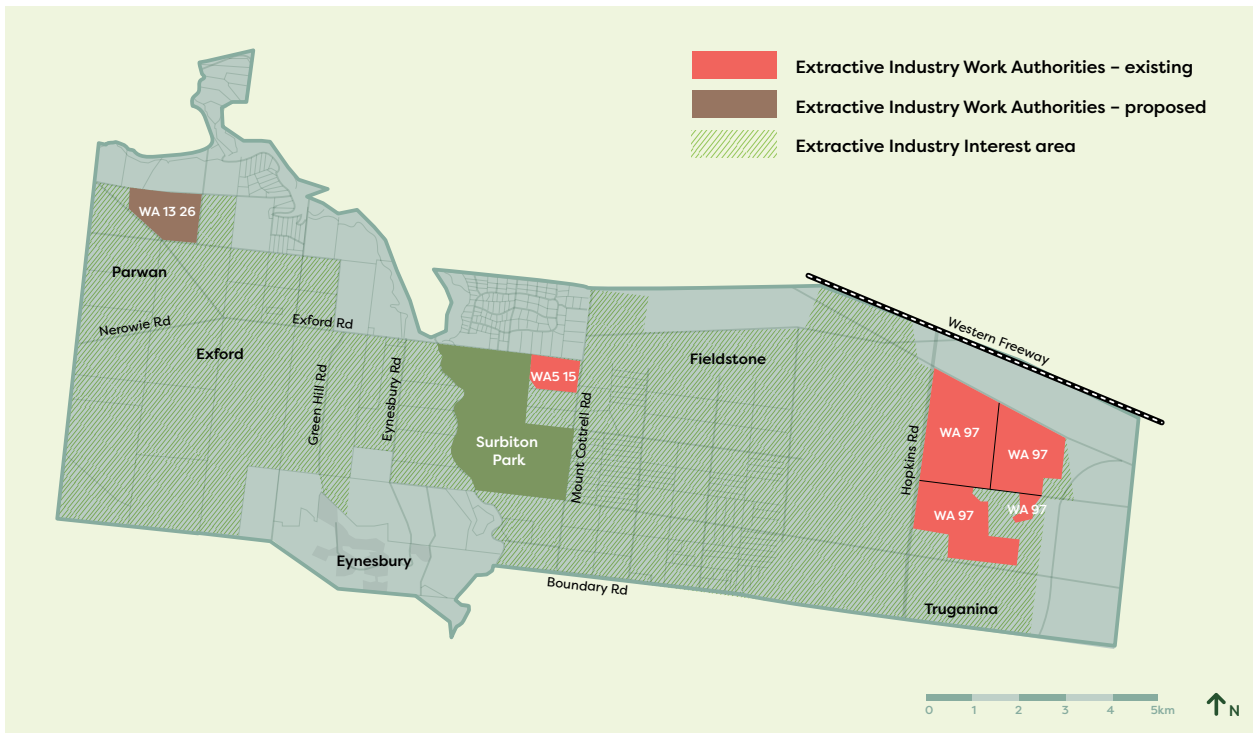 Extractive Industry Work Authorities – existing
Extractive Industry Work Authorities – proposed
Extractive Industry Interest area
WA 13 26
Parwan
Nerowie Rd
Exford Rd
Exford
Green Hill Rd
Eynesbury Rd
WA5 15
Surbiton
Park
Mount Cottrell Rd
Fieldstone
Western Freeway
Hopkins Rd
WA 97
WA 97
WA 97
WA 97
Eynesbury
Boundary Rd
Truganina
0 1 2 3 4 5km
N